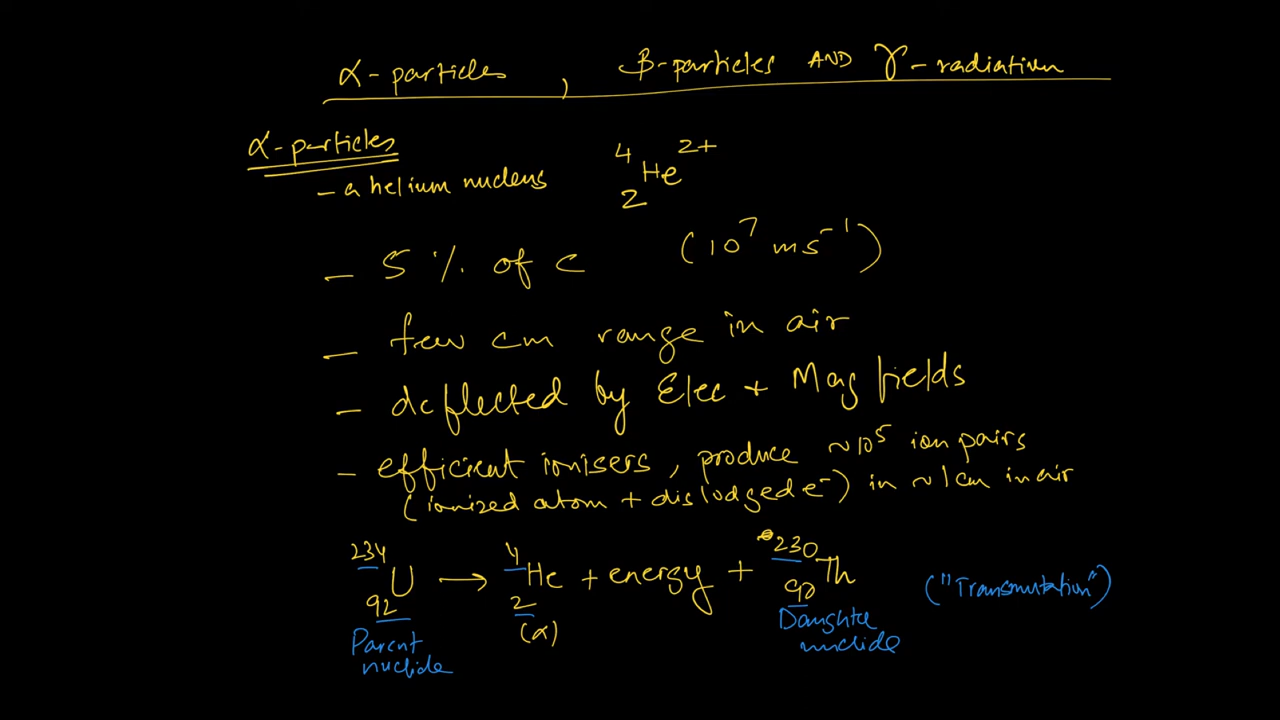 α-particles, β-particles AND γ-radiation
α-particles
- a helium nucleus ⁴₂He²⁺
- 5 % of c (10⁷ ms⁻¹)
- few cm range in air
- deflected by Elec + Mag fields
- efficient ionisers, produce ~10⁵ ion pairs
(ionized atom + dislodged e⁻) in ~1cm in air
²³⁴₉₂U → ⁴₂He + energy + ²³⁰₉₀Th ("Transmutation")
Parent nuclide (α) Daughter nuclide